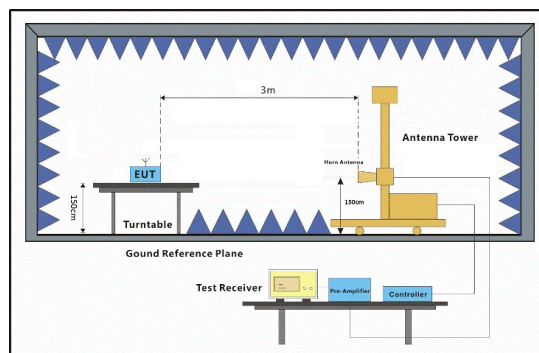 3m
Antenna Tower
Horn Antenna
EUT
150cm
150cm
Turntable
Gound Reference Plane
Test Receiver
Pre-Amplifier
Controller